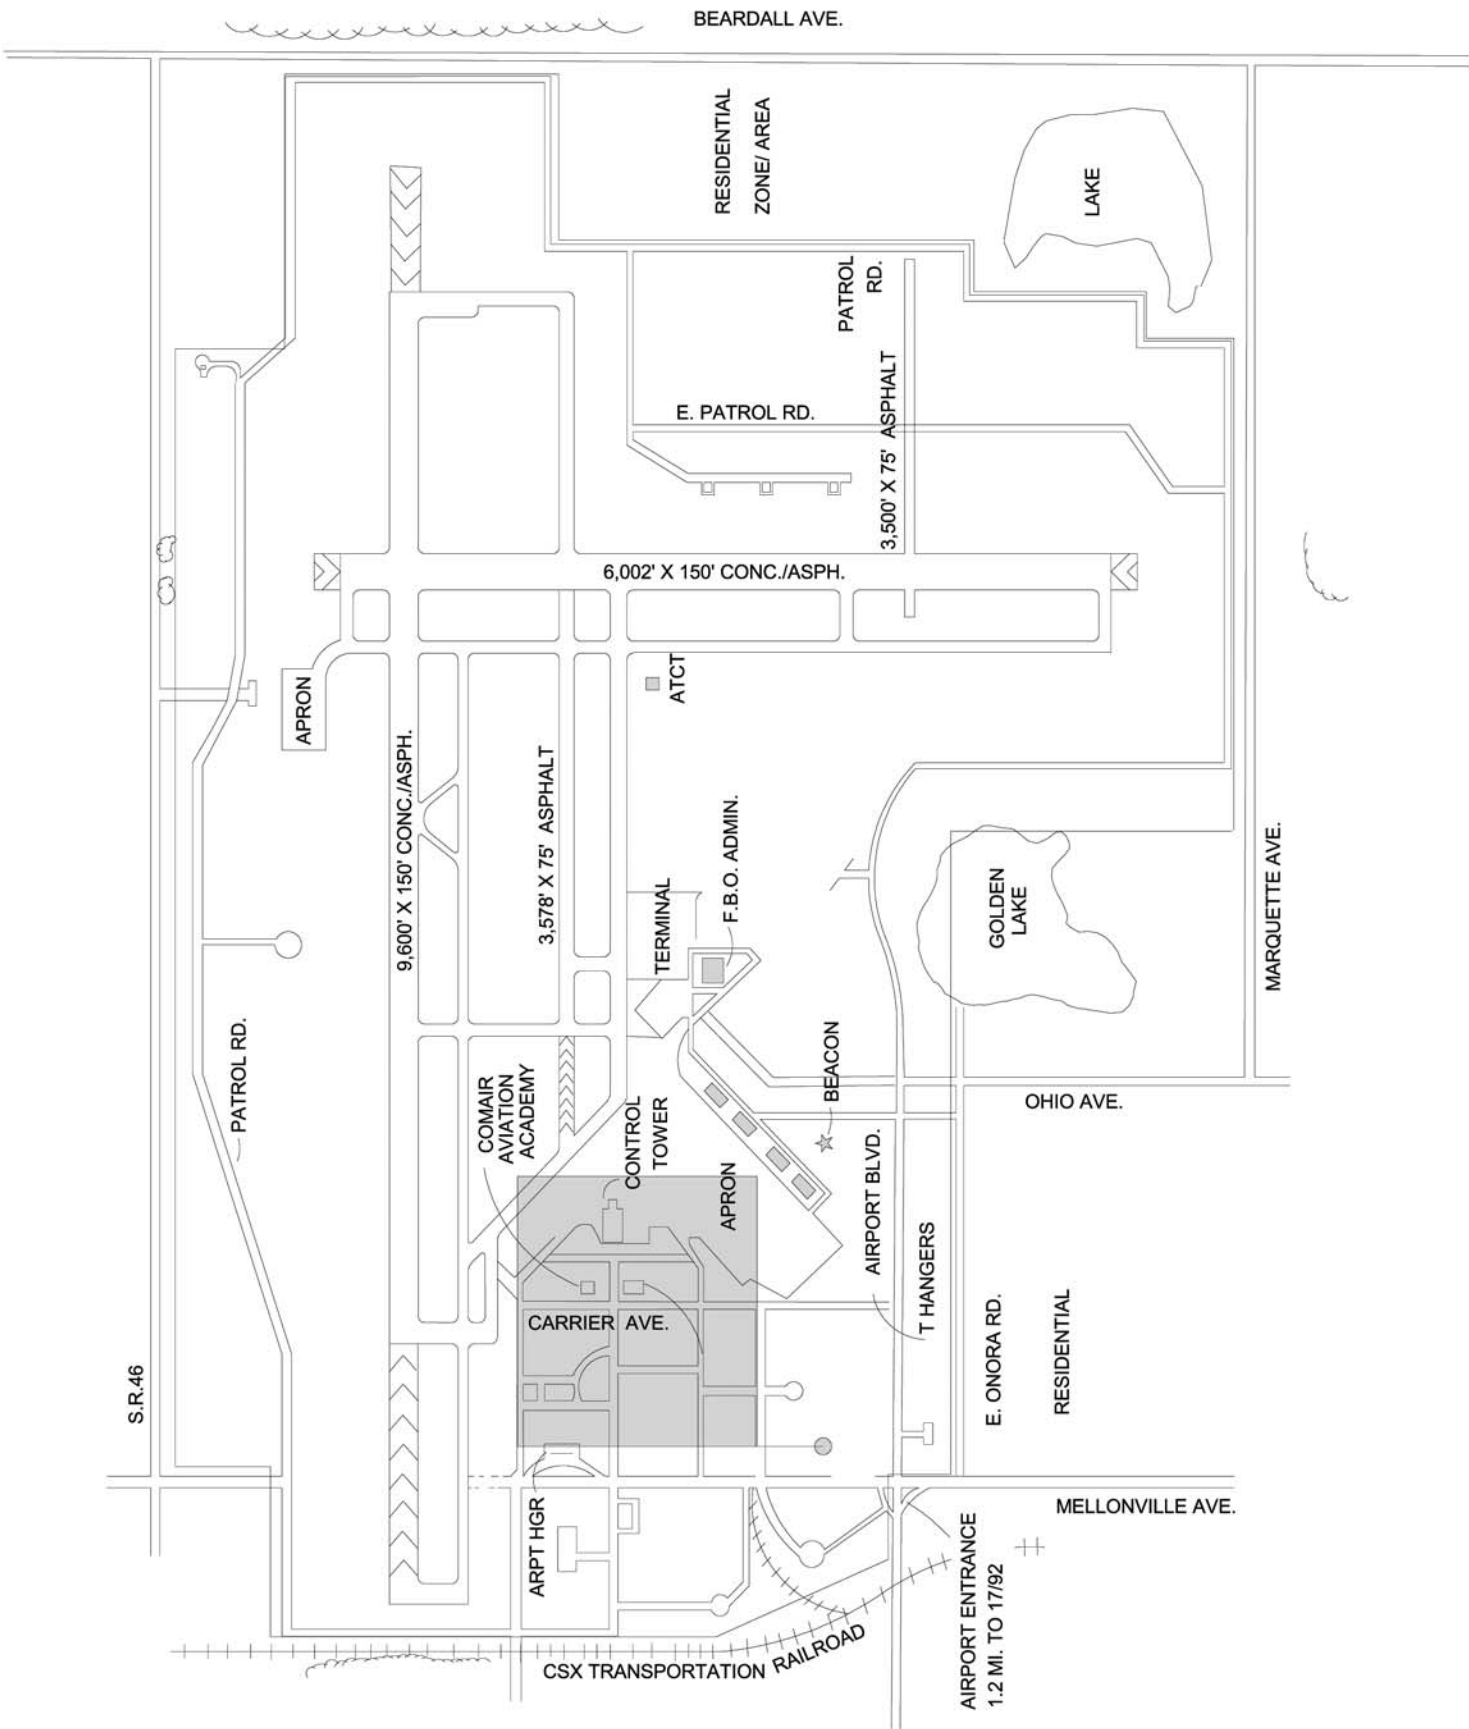 BEARDALL AVE.
RESIDENTIAL
ZONE/ AREA
LAKE
PATROL
RD.
E. PATROL RD.
3,500' X 75' ASPHALT
6,002' X 150' CONC./ASPH.
APRON
ATCT
9,600' X 150' CONC./ASPH.
3,578' X 75' ASPHALT
TERMINAL
F.B.O. ADMIN.
GOLDEN
LAKE
MARQUETTE AVE.
PATROL RD.
COMAIR
AVIATION
ACADEMY
CONTROL
TOWER
BEACON
OHIO AVE.
APRON
AIRPORT BLVD.
T HANGERS
CARRIER AVE.
E. ONORA RD.
RESIDENTIAL
S.R.46
ARPT HGR
MELLONVILLE AVE.
AIRPORT ENTRANCE
1.2 MI. TO 17/92
CSX TRANSPORTATION RAILROAD